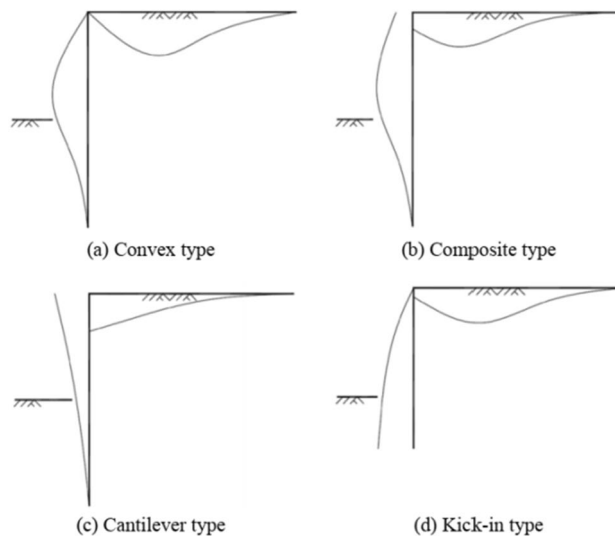 (a) Convex type
(b) Composite type
(c) Cantilever type
(d) Kick-in type